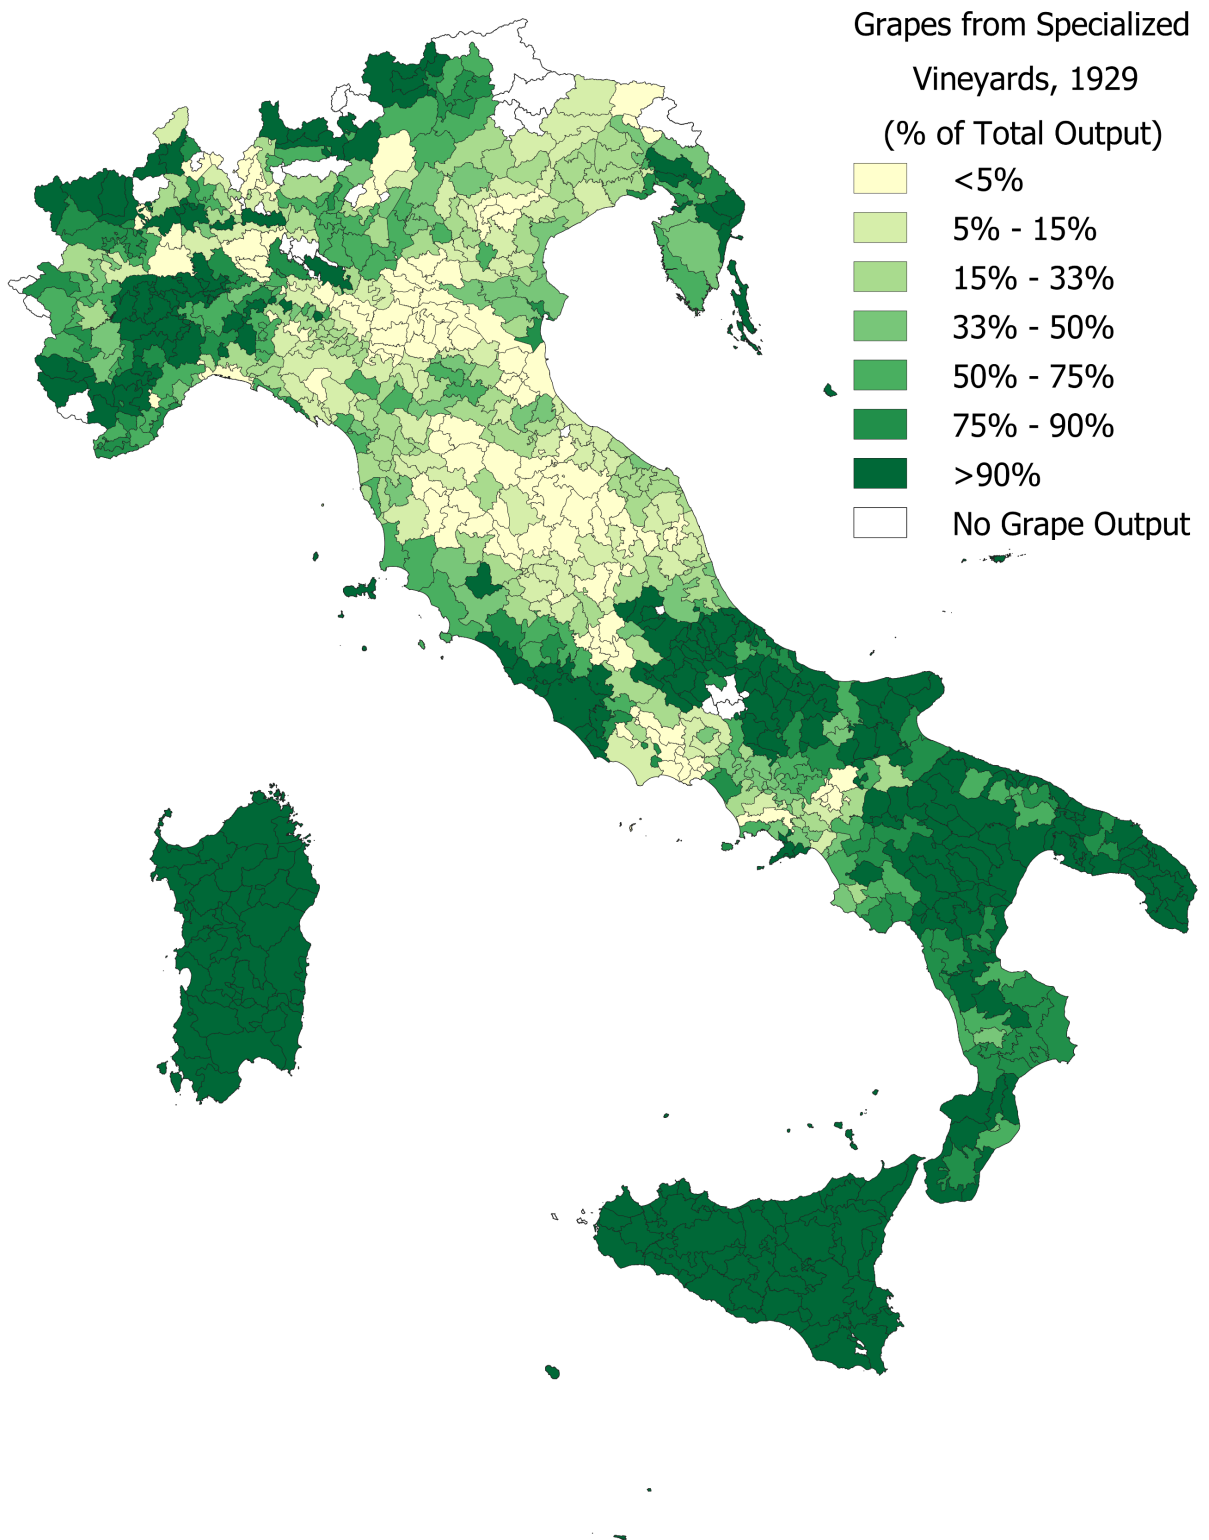 Grapes from Specialized
Vineyards, 1929
(% of Total Output)
<5%
5% - 15%
15% - 33%
33% - 50%
50% - 75%
75% - 90%
>90%
No Grape Output